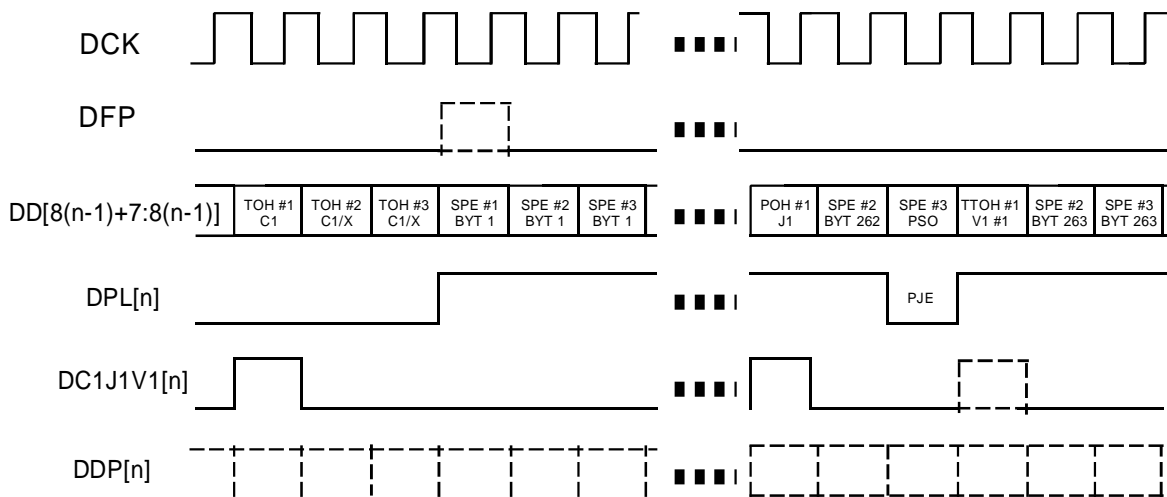 DCK
DFP
DD[8(n-1)+7:8(n-1)]
TOH #1
C1
TOH #2
C1/X
TOH #3
C1/X
SPE #1
BYT 1
SPE #2
BYT 1
SPE #3
BYT 1
POH #1
J1
SPE #2
BYT 262
SPE #3
PSO
TTOH #1
V1 #1
SPE #2
BYT 263
SPE #3
BYT 263
DPL[n]
PJE
DC1J1V1[n]
DDP[n]